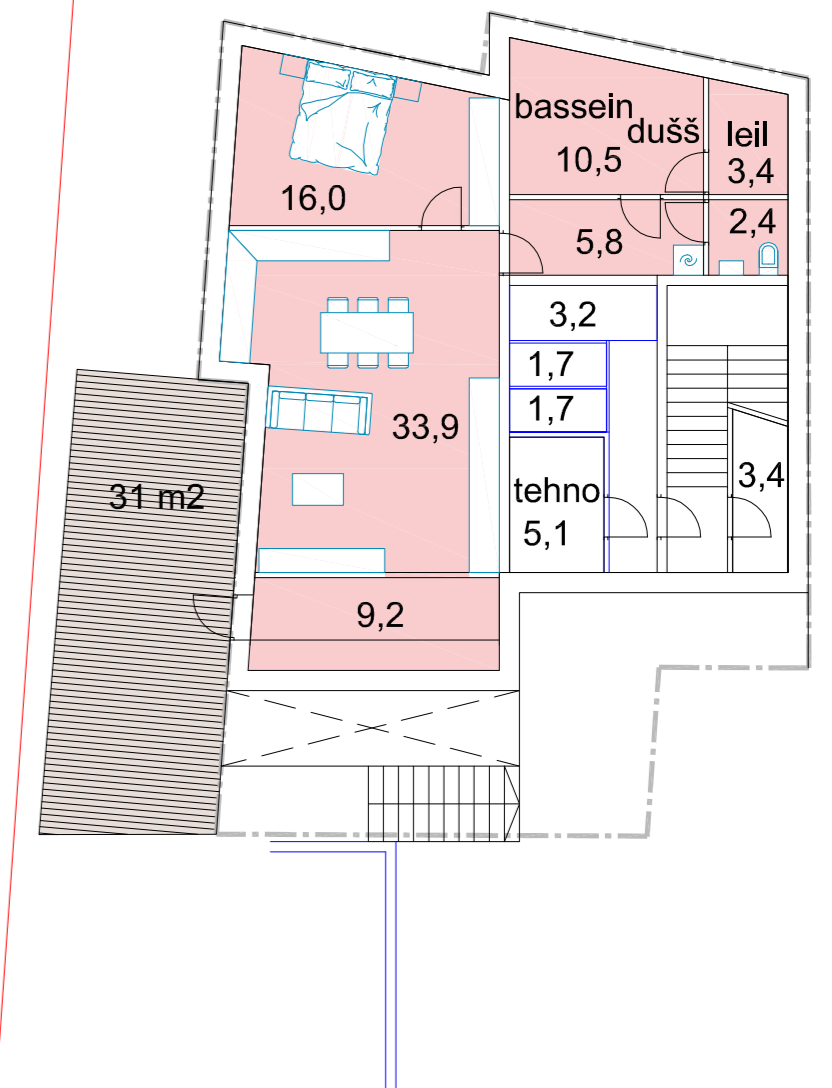 bassein
dušš
10,5
leil
3,4
16,0
5,8
2,4
3,2
1,7
1,7
33,9
tehno
5,1
3,4
31 m2
9,2